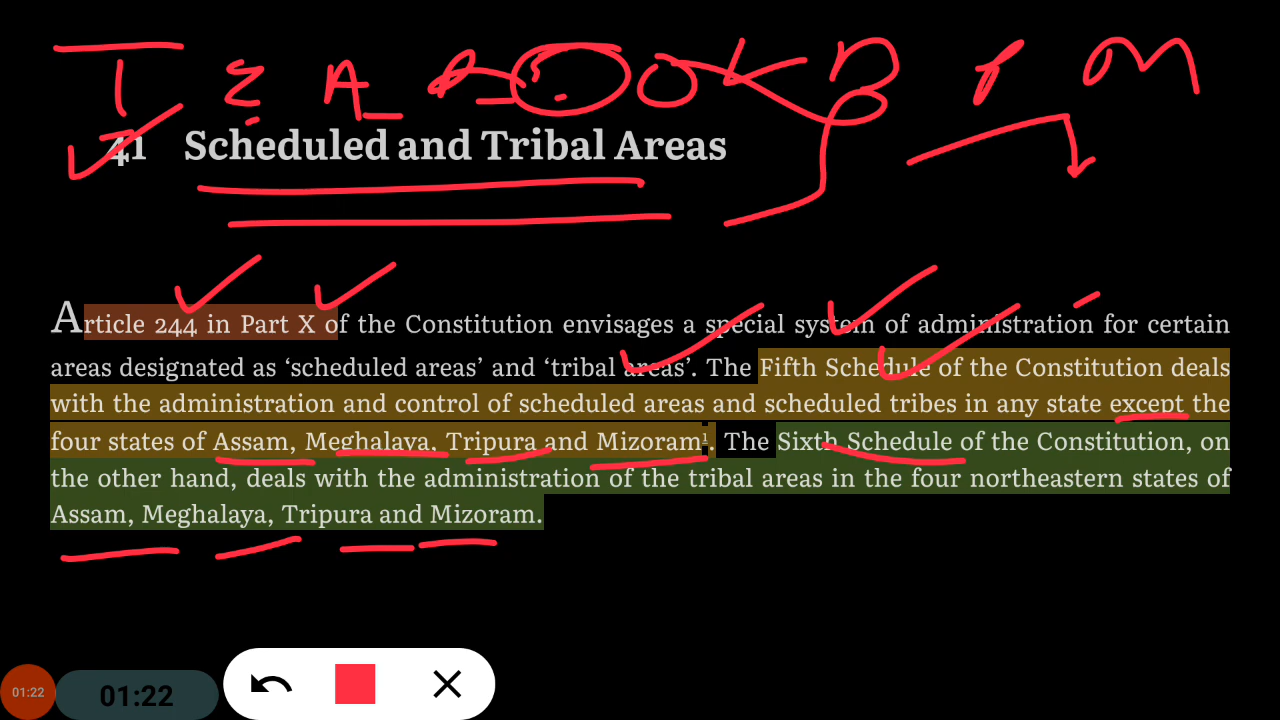 41 Scheduled and Tribal Areas
Article 244 in Part X of the Constitution envisages a special system of administration for certain
areas designated as ‘scheduled areas’ and ‘tribal areas’. The Fifth Schedule of the Constitution deals
with the administration and control of scheduled areas and scheduled tribes in any state except the
four states of Assam, Meghalaya, Tripura and Mizoram¹. The Sixth Schedule of the Constitution, on
the other hand, deals with the administration of the tribal areas in the four northeastern states of
Assam, Meghalaya, Tripura and Mizoram.
01:22 01:22